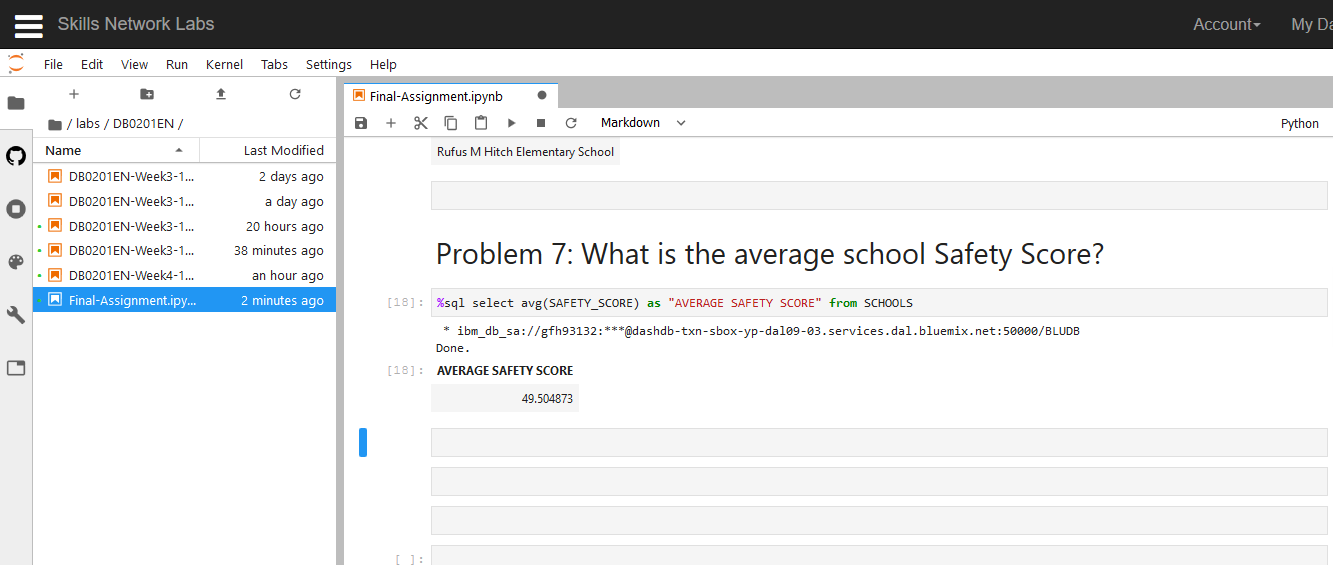 Skills Network Labs
Account
My Da
File Edit View Run Kernel Tabs Settings Help
/ labs / DB0201EN /
Name Last Modified
DB0201EN-Week3-1... 2 days ago
DB0201EN-Week3-1... a day ago
DB0201EN-Week3-1... 20 hours ago
DB0201EN-Week3-1... 38 minutes ago
DB0201EN-Week4-1... an hour ago
Final-Assignment.ipy... 2 minutes ago
Final-Assignment.ipynb
Markdown
Python
Rufus M Hitch Elementary School
Problem 7: What is the average school Safety Score?
[18]: %sql select avg(SAFETY_SCORE) as "AVERAGE SAFETY SCORE" from SCHOOLS
* ibm_db_sa://gfh93132:***@dashdb-txn-sbox-yp-dal09-03.services.dal.bluemix.net:50000/BLUDB
Done.
[18]: AVERAGE SAFETY SCORE
49.504873
[ ]: